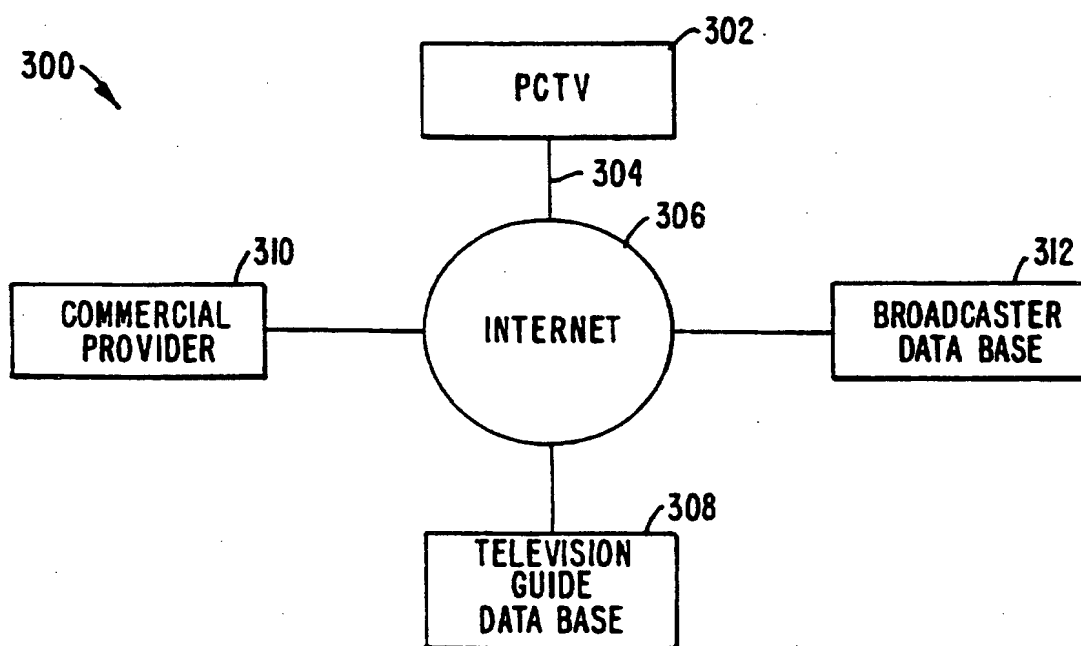 302
300
PCTV
304
306
310
312
COMMERCIAL
PROVIDER
INTERNET
BROADCASTER
DATA BASE
308
TELEVISION
GUIDE
DATA BASE